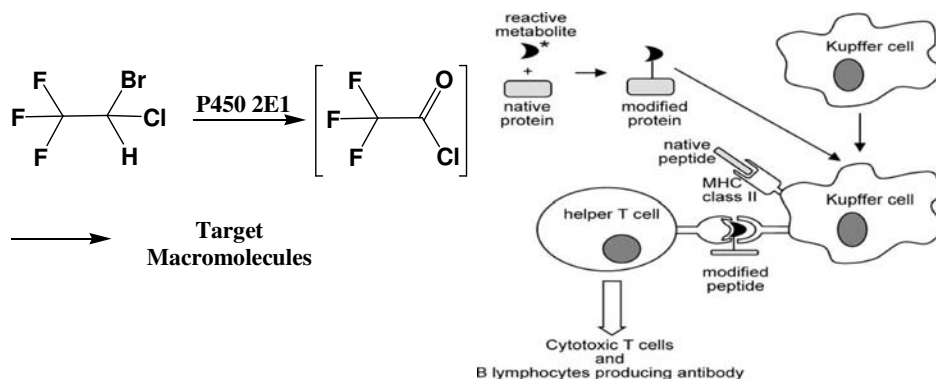 F
F
F
Br
Cl
H
P450 2E1
F
F
F
O
Cl
Target
Macromolecules
reactive
metabolite
*
+
native
protein
modified
protein
Kupffer cell
native
peptide
MHC
class II
Kupffer cell
helper T cell
modified
peptide
Cytotoxic T cells
and
B lymphocytes producing antibody